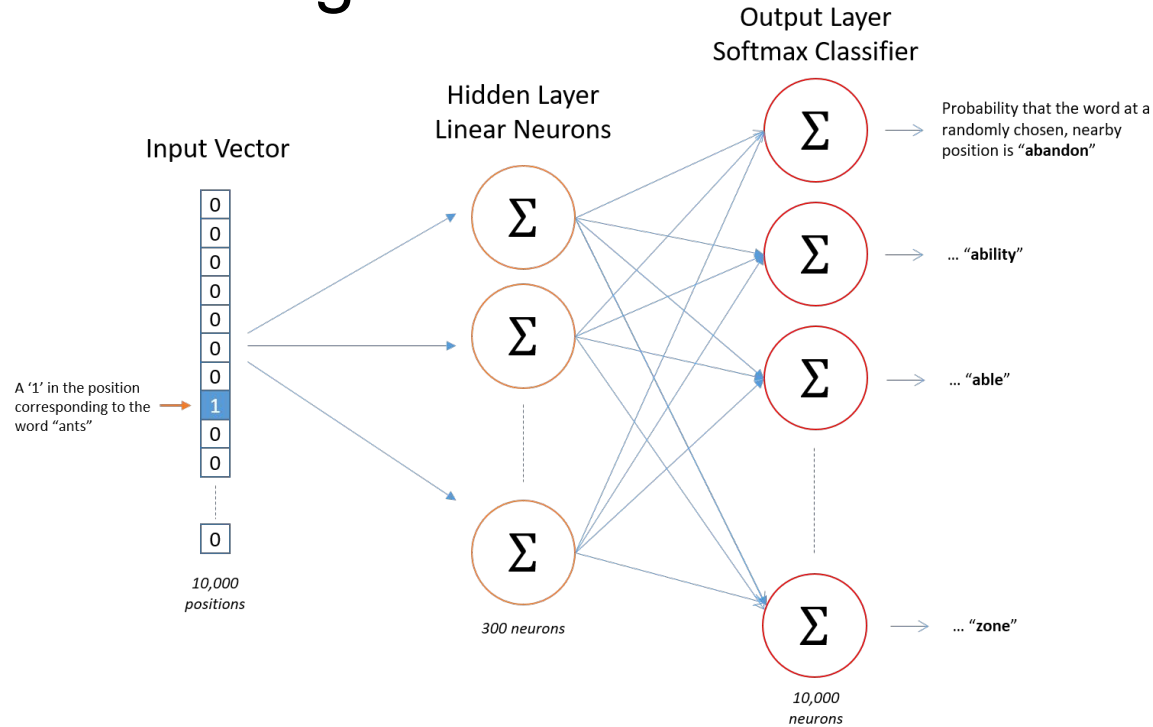 Output Layer
Softmax Classifier
Hidden Layer
Linear Neurons
Input Vector
0
0
0
0
0
0
0
1
0
0
0
A ‘1’ in the position
corresponding to the
word “ants”
10,000
positions
Σ
Σ
Σ
300 neurons
Σ
Σ
Σ
Σ
10,000
neurons
Probability that the word at a
randomly chosen, nearby
position is “abandon”
... “ability”
... “able”
... “zone”